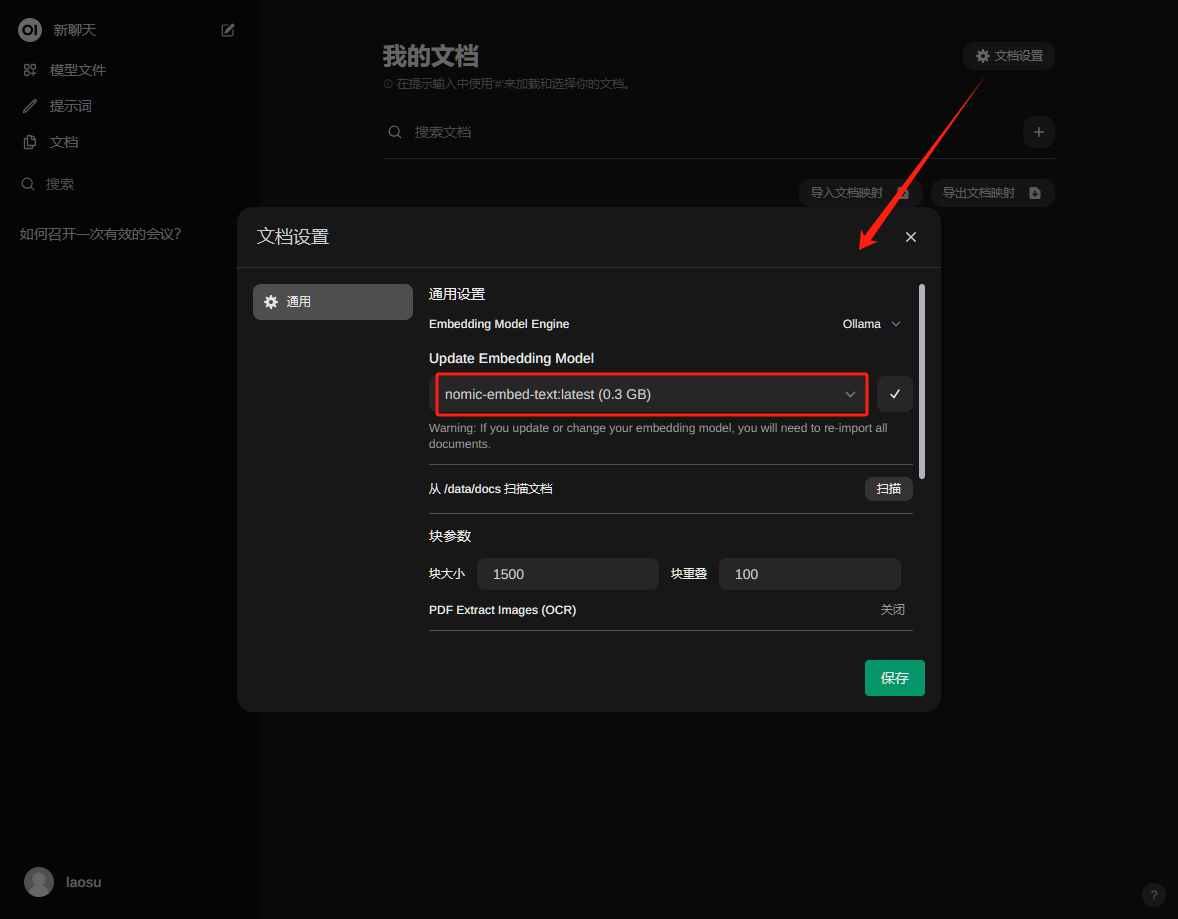 OI 新聊天
模型文件
提示词
文档
搜索
如何召开一次有效的会议?
laosu
我的文档
文档设置
在提示输入中使用'#'来加载和选择你的文档。
搜索文档
+
导入文档映射
导出文档映射
文档设置
通用
通用设置
Embedding Model Engine
Ollama
Update Embedding Model
nomic-embed-text:latest (0.3 GB)
Warning: If you update or change your embedding model, you will need to re-import all
documents.
从 /data/docs 扫描文档
扫描
块参数
块大小
1500
块重叠
100
PDF Extract Images (OCR)
关闭
保存
?